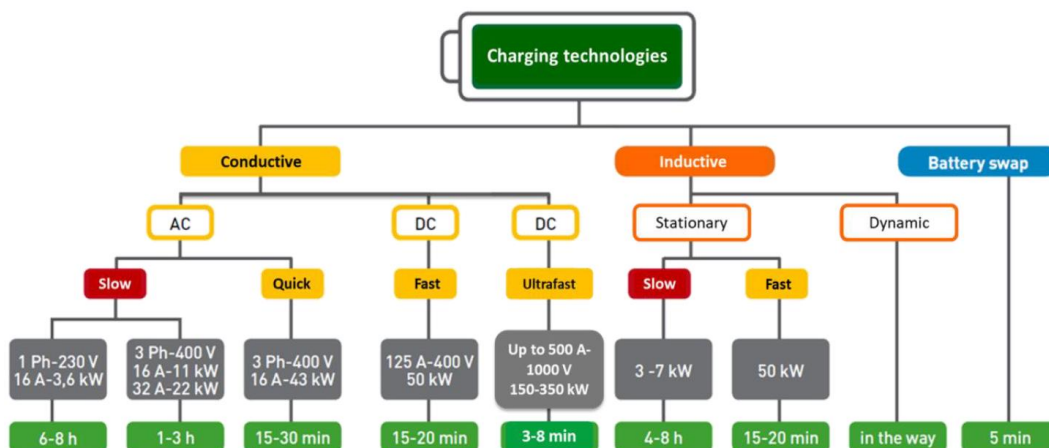 Charging technologies
Conductive
Inductive
Battery swap
AC
DC
DC
Stationary
Dynamic
Slow
Quick
Fast
Ultrafast
Slow
Fast
1 Ph-230 V
16 A-3,6 kW
3 Ph-400 V
16 A-11 kW
32 A-22 kW
3 Ph-400 V
16 A-43 kW
125 A-400 V
50 kW
Up to 500 A-
1000 V
150-350 kW
3 -7 kW
50 kW
6-8 h
1-3 h
15-30 min
15-20 min
3-8 min
4-8 h
15-20 min
in the way
5 min